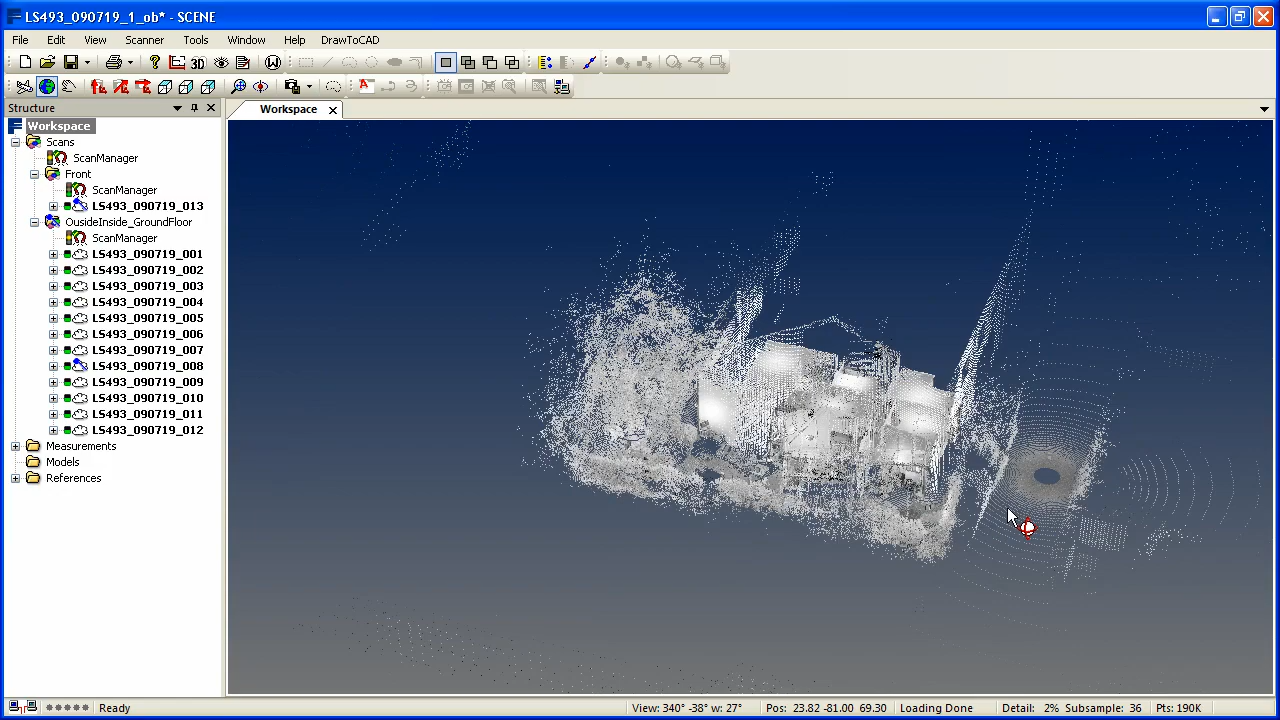 LS493_090719_1_ob* - SCENE
File Edit View Scanner Tools Window Help DrawToCAD
3D
Structure
Workspace
Workspace
Scans
ScanManager
Front
ScanManager
LS493_090719_013
OusideInside_GroundFloor
ScanManager
LS493_090719_001
LS493_090719_002
LS493_090719_003
LS493_090719_004
LS493_090719_005
LS493_090719_006
LS493_090719_007
LS493_090719_008
LS493_090719_009
LS493_090719_010
LS493_090719_011
LS493_090719_012
Measurements
Models
References
Ready View: 340° -38° w: 27° Pos: 23.82 -81.00 69.30 Loading Done Detail: 2% Subsample: 36 Pts: 190K